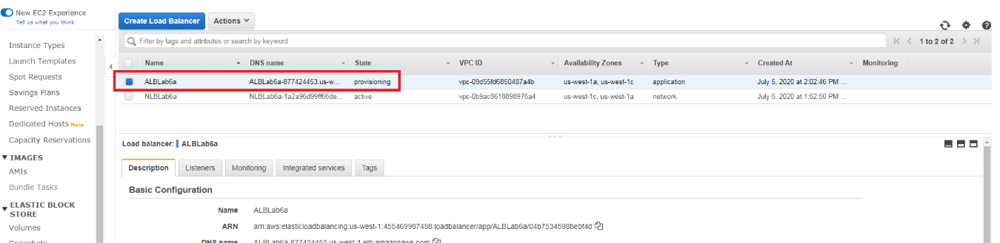 New EC2 Experience
Tell us what you think
Instance Types
Launch Templates
Spot Requests
Savings Plans
Reserved Instances
Dedicated Hosts New
Capacity Reservations
IMAGES
AMIs
Bundle Tasks
ELASTIC BLOCK
STORE
Volumes
Snapshots
Create Load Balancer Actions
Filter by tags and attributes or search by keyword 1 to 2 of 2
Name DNS name State VPC ID Availability Zones Type Created At Monitoring
ALBLab6a ALBLab6a-877424453.us-w... provisioning vpc-09d55fd6850487a4b us-west-1a, us-west-1c application July 5, 2020 at 2:02:46 PM ...
NLBLab6a NLBLab6a-1a2a96d99ff66de... active vpc-0b9ac8618898976a4 us-west-1c, us-west-1a network July 5, 2020 at 1:52:50 PM ...
Load balancer: ALBLab6a
Description Listeners Monitoring Integrated services Tags
Basic Configuration
Name ALBLab6a
ARN arn:aws:elasticloadbalancing:us-west-1:455469987488:loadbalancer/app/ALBLab6a/04b7534598bebf4d
DNS name ALBLab6a-877424453.us-west-1.elb.amazonaws.com